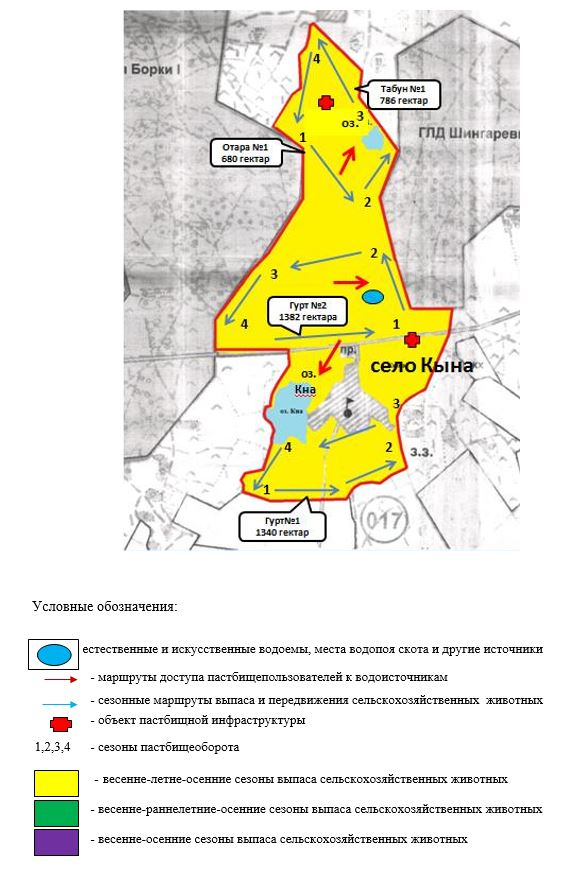 4
Табун №1
786 гектар
Борки I
3
оз.
1
ГЛД Шингарев
Отара №1
680 гектар
2
2
3
4
Гурт №2
1382 гектара
1
пр.
село Кына
оз.
Кна
оз. Кна
3
4
2
з.з.
1
Гурт№1
1340 гектар
017
Условные обозначения:
естественные и искусственные водоемы, места водопоя скота и другие источники
- маршруты доступа пастбищепользователей к водоисточникам
- сезонные маршруты выпаса и передвижения сельскохозяйственных животных
- объект пастбищной инфраструктуры
1,2,3,4 - сезоны пастбищеоборота
- весенне-летне-осенние сезоны выпаса сельскохозяйственных животных
- весенне-раннелетние-осенние сезоны выпаса сельскохозяйственных животных
- весенне-осенние сезоны выпаса сельскохозяйственных животных